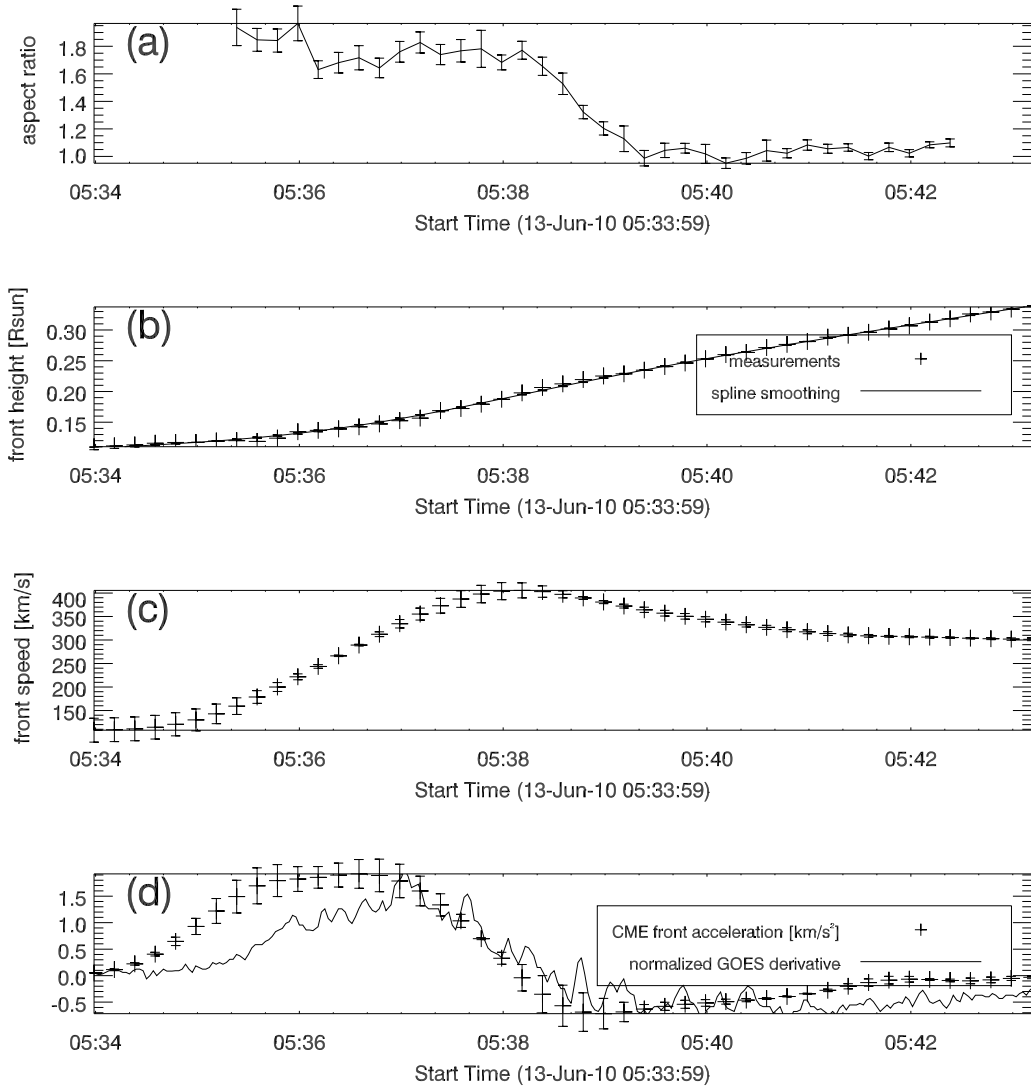 (a)
aspect ratio
1.8
1.6
1.4
1.2
1.0
05:34 05:36 05:38 05:40 05:42
Start Time (13-Jun-10 05:33:59)
(b)
front height [Rsun]
0.30
0.25
0.20
0.15
measurements
spline smoothing
05:34 05:36 05:38 05:40 05:42
Start Time (13-Jun-10 05:33:59)
(c)
front speed [km/s]
400
350
300
250
200
150
05:34 05:36 05:38 05:40 05:42
Start Time (13-Jun-10 05:33:59)
(d)
1.5
1.0
0.5
0.0
-0.5
CME front acceleration [km/s²]
normalized GOES derivative
05:34 05:36 05:38 05:40 05:42
Start Time (13-Jun-10 05:33:59)